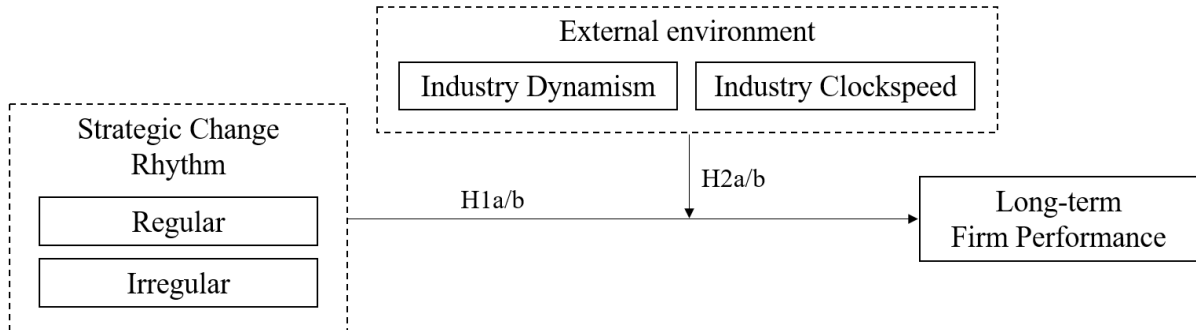 External environment
Industry Dynamism
Industry Clockspeed
Strategic Change
Rhythm
Regular
Irregular
H1a/b
H2a/b
Long-term
Firm Performance